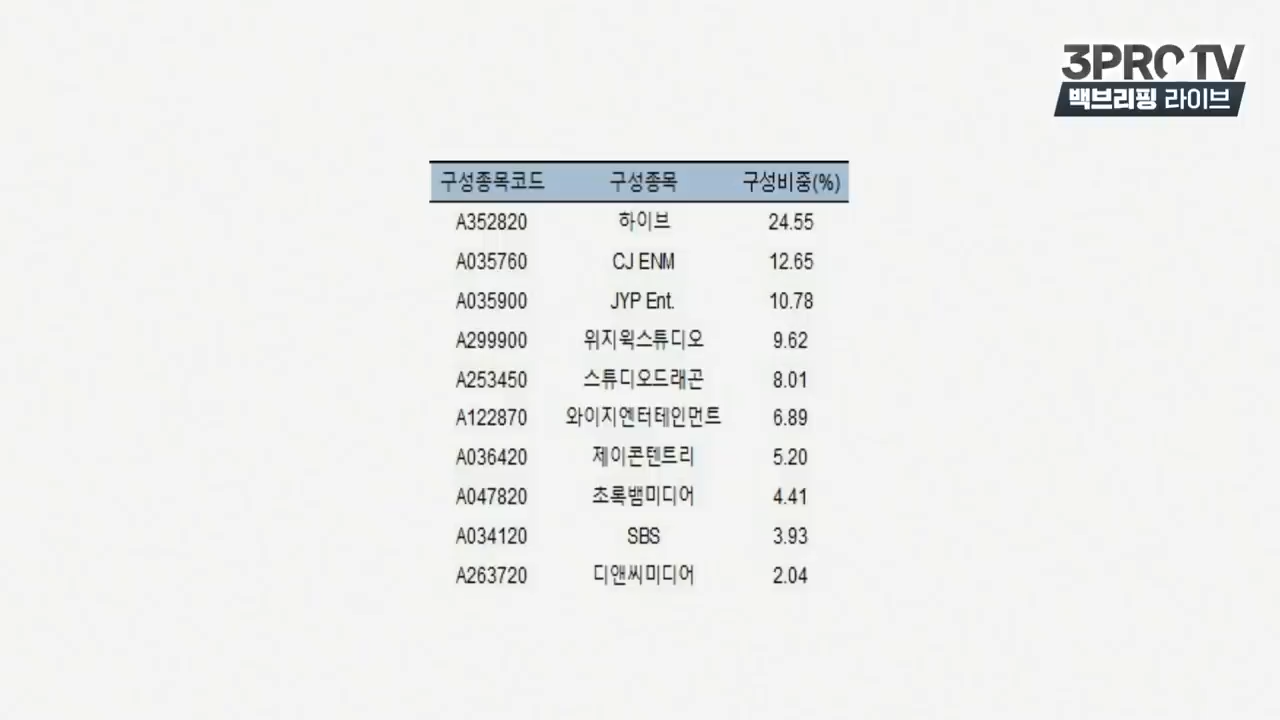 3PRO TV
백브리핑 라이브
구성종목코드 구성종목 구성비중(%)
A352820 하이브 24.55
A035760 CJ ENM 12.65
A035900 JYP Ent. 10.78
A299900 위지윅스튜디오 9.62
A253450 스튜디오드래곤 8.01
A122870 와이지엔터테인먼트 6.89
A036420 제이콘텐트리 5.20
A047820 초록뱀미디어 4.41
A034120 SBS 3.93
A263720 디앤씨미디어 2.04